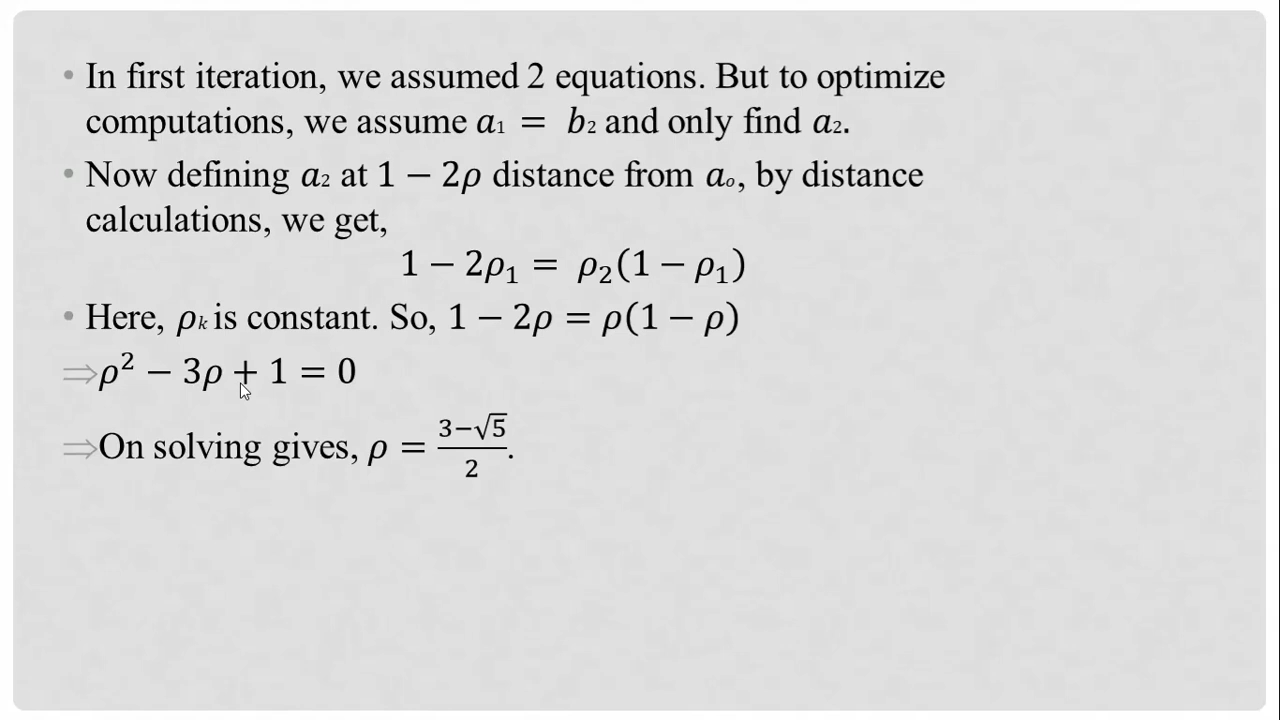 • In first iteration, we assumed 2 equations. But to optimize
computations, we assume a₁ = b₂ and only find a₂.
• Now defining a₂ at 1 − 2ρ distance from aₒ, by distance
calculations, we get,
1 − 2ρ₁ = ρ₂(1 − ρ₁)
• Here, ρₖ is constant. So, 1 − 2ρ = ρ(1 − ρ)
⇒ρ² − 3ρ + 1 = 0
⇒On solving gives, ρ = (3−√5)/2.